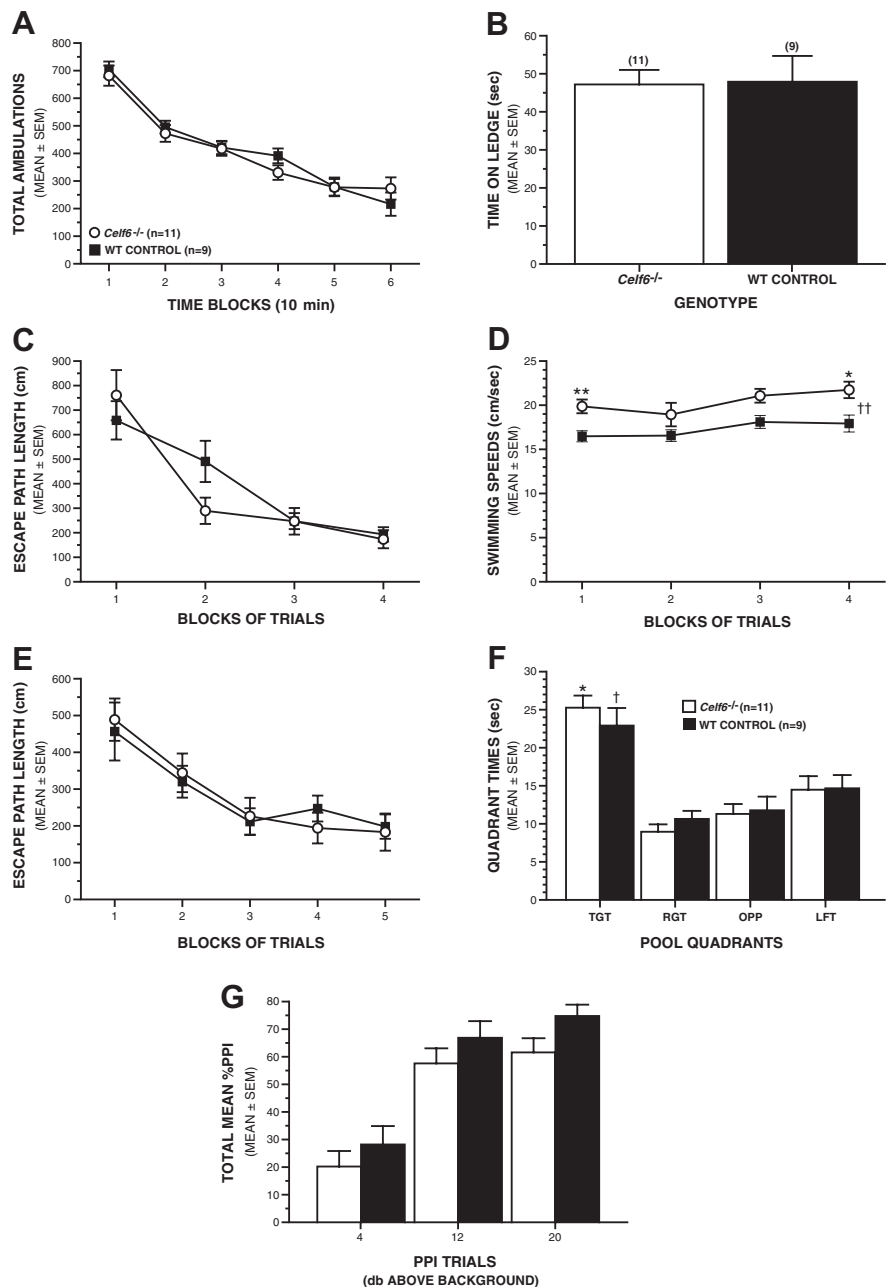 A
TOTAL AMBULATIONS
(MEAN ± SEM)
800
700
600
500
400
300
200
100
0
Celf6-/- (n=11)
WT CONTROL (n=9)
1 2 3 4 5 6
TIME BLOCKS (10 min)
B
TIME ON LEDGE (sec)
(MEAN ± SEM)
60
50
40
30
20
10
0
(11)
(9)
Celf6-/- WT CONTROL
GENOTYPE
C
ESCAPE PATH LENGTH (cm)
(MEAN ± SEM)
900
800
700
600
500
400
300
200
100
0
1 2 3 4
BLOCKS OF TRIALS
D
SWIMMING SPEEDS (cm/sec)
(MEAN ± SEM)
25
20
15
10
5
0
**
*
††
1 2 3 4
BLOCKS OF TRIALS
E
ESCAPE PATH LENGTH (cm)
(MEAN ± SEM)
600
500
400
300
200
100
0
1 2 3 4 5
BLOCKS OF TRIALS
F
QUADRANT TIMES (sec)
(MEAN ± SEM)
30
25
20
15
10
5
0
*
†
Celf6-/- (n=11)
WT CONTROL (n=9)
TGT RGT OPP LFT
POOL QUADRANTS
G
TOTAL MEAN %PPI
(MEAN ± SEM)
80
70
60
50
40
30
20
10
0
4 12 20
PPI TRIALS
(db ABOVE BACKGROUND)